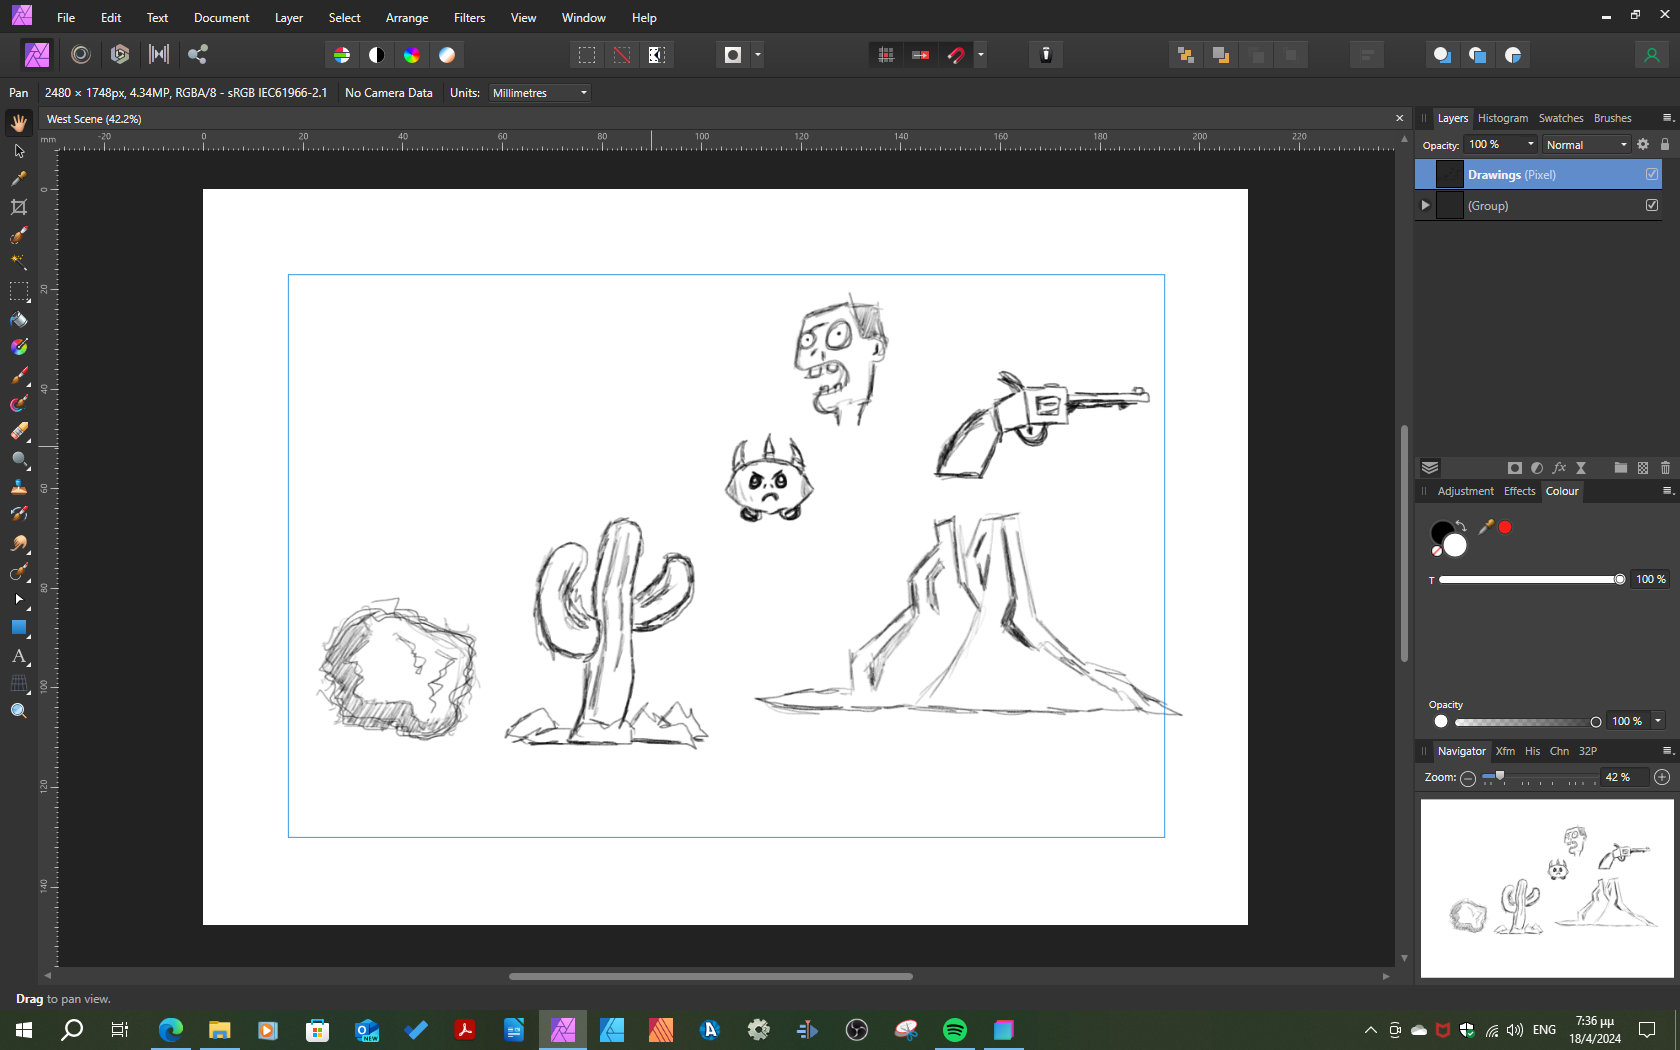 File Edit Text Document Layer Select Arrange Filters View Window Help
Pan 2480 × 1748px, 4.34MP, RGBA/8 - sRGB IEC61966-2.1 No Camera Data Units: Millimetres
West Scene (42.2%)
mm -20 0 20 40 60 80 100 120 140 160 180 200 220
0
20
40
60
80
100
120
140
Layers Histogram Swatches Brushes
Opacity: 100 % Normal
Drawings (Pixel)
(Group)
fx
Adjustment Effects Colour
T 100 %
Opacity
100 %
Navigator Xfm His Chn 32P
Zoom: 42 %
A
Drag to pan view.
NEW
ENG
7:36 μμ
18/4/2024